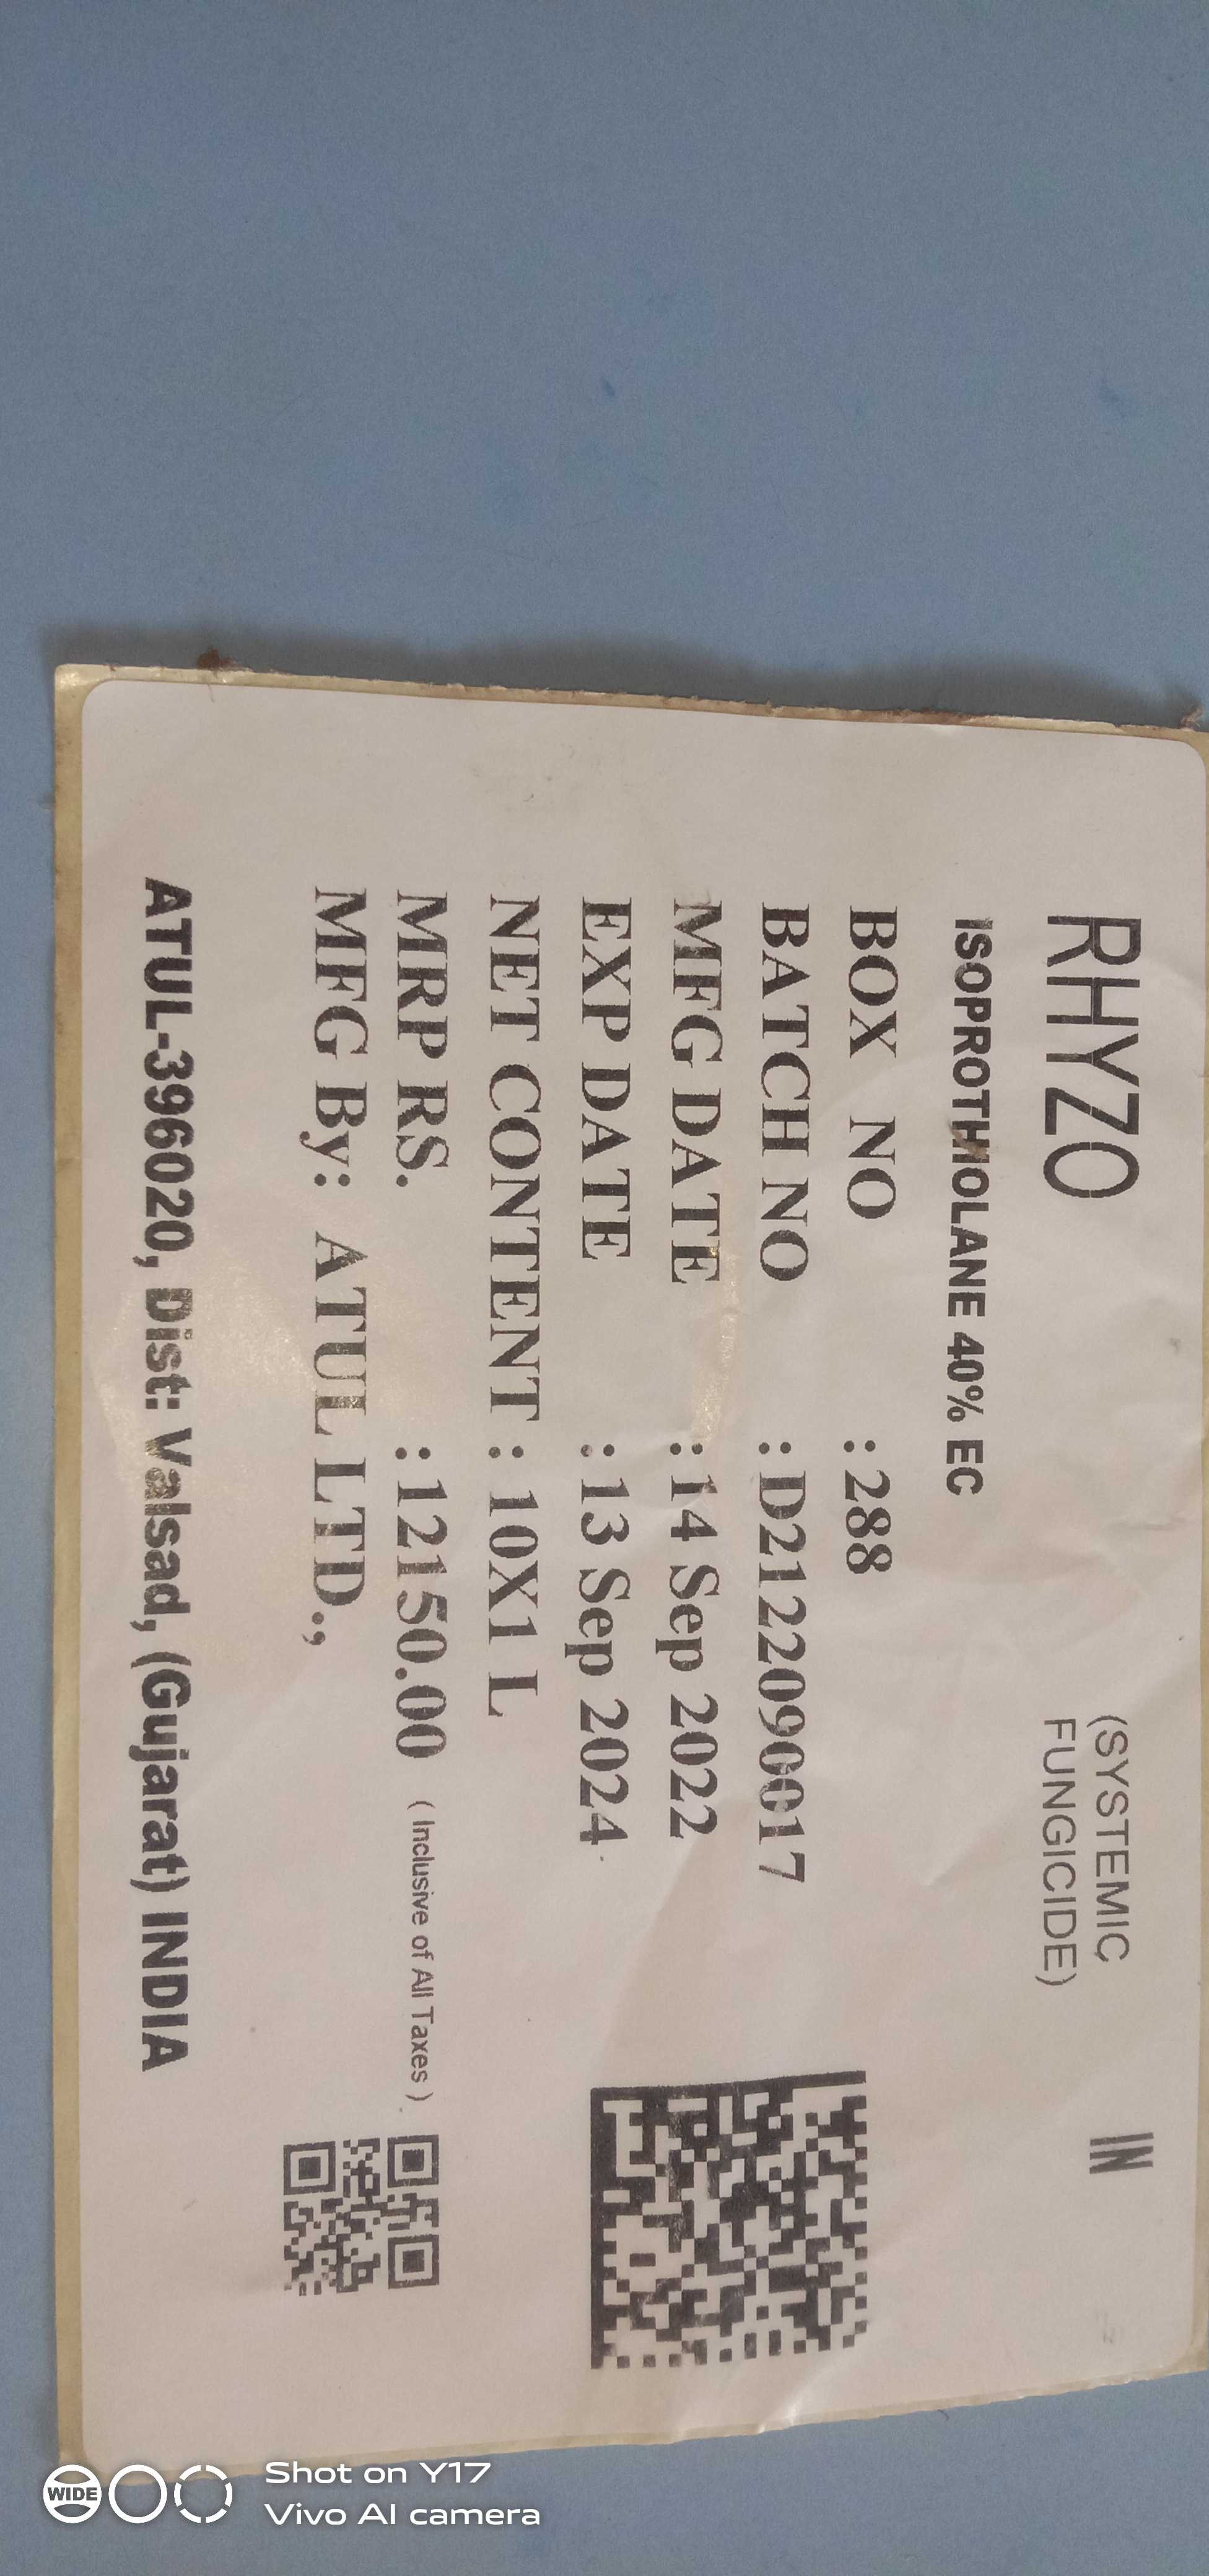 RHYZO
(SYSTEMIC
FUNGICIDE)
IN
ISOPROTHIOLANE 40% EC
BOX NO : 288
BATCH NO : D2122090017
MFG DATE : 14 Sep 2022
EXP DATE : 13 Sep 2024
NET CONTENT : 10X1 L
MRP RS. : 12150.00 ( Inclusive of All Taxes )
MFG By: ATUL LTD.,
ATUL-396020, Dist: Valsad, (Gujarat) INDIA
WIDE
Shot on Y17
Vivo AI camera